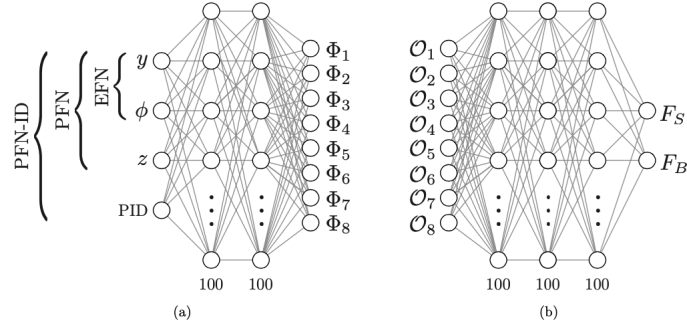 PFN-ID
PFN
EFN
y
ϕ
z
PID
Φ1
Φ2
Φ3
Φ4
Φ5
Φ6
Φ7
Φ8
100 100
(a)
𝒪1
𝒪2
𝒪3
𝒪4
𝒪5
𝒪6
𝒪7
𝒪8
F_S
F_B
100 100 100
(b)